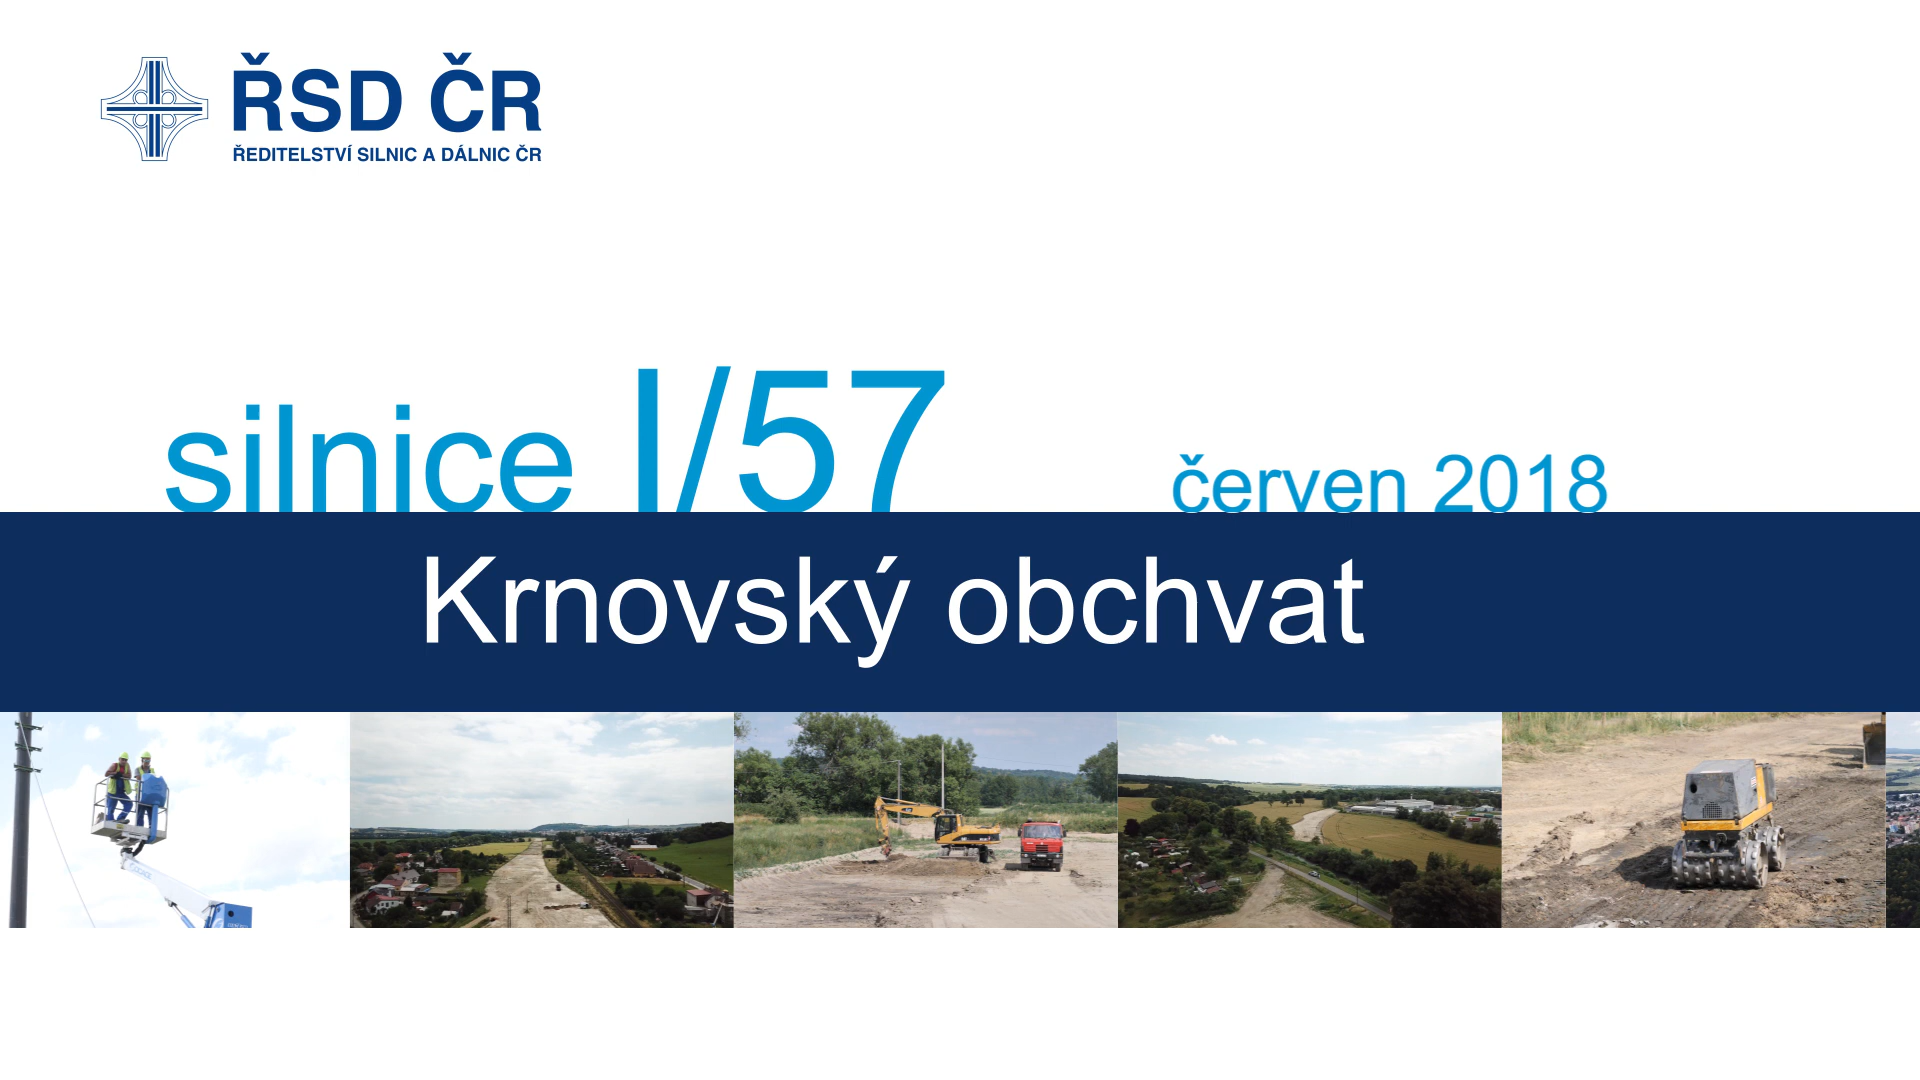 ŘSD ČR
ŘEDITELSTVÍ SILNIC A DÁLNIC ČR
silnice I/57
červen 2018
Krnovský obchvat